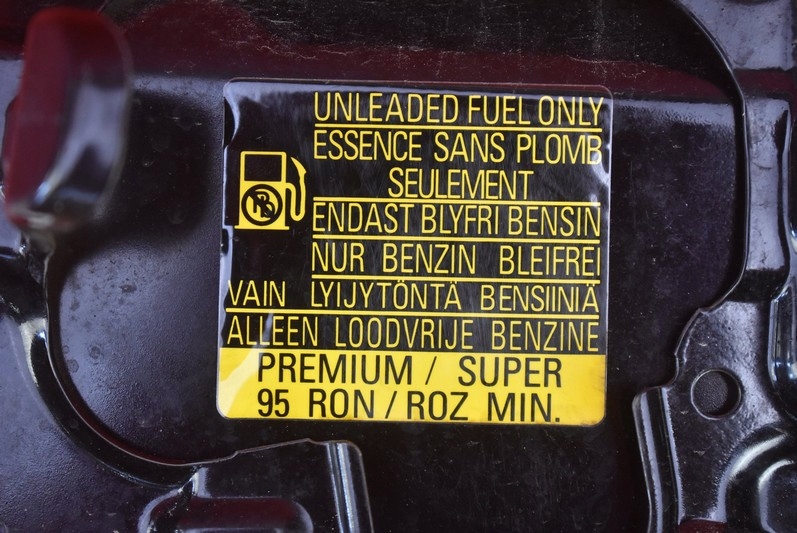 UNLEADED FUEL ONLY
ESSENCE SANS PLOMB
SEULEMENT
Pb
ENDAST BLYFRI BENSIN
NUR BENZIN BLEIFREI
VAIN LYIJYTÖNTÄ BENSIINIÄ
ALLEEN LOODVRIJE BENZINE
PREMIUM / SUPER
95 RON / ROZ MIN.